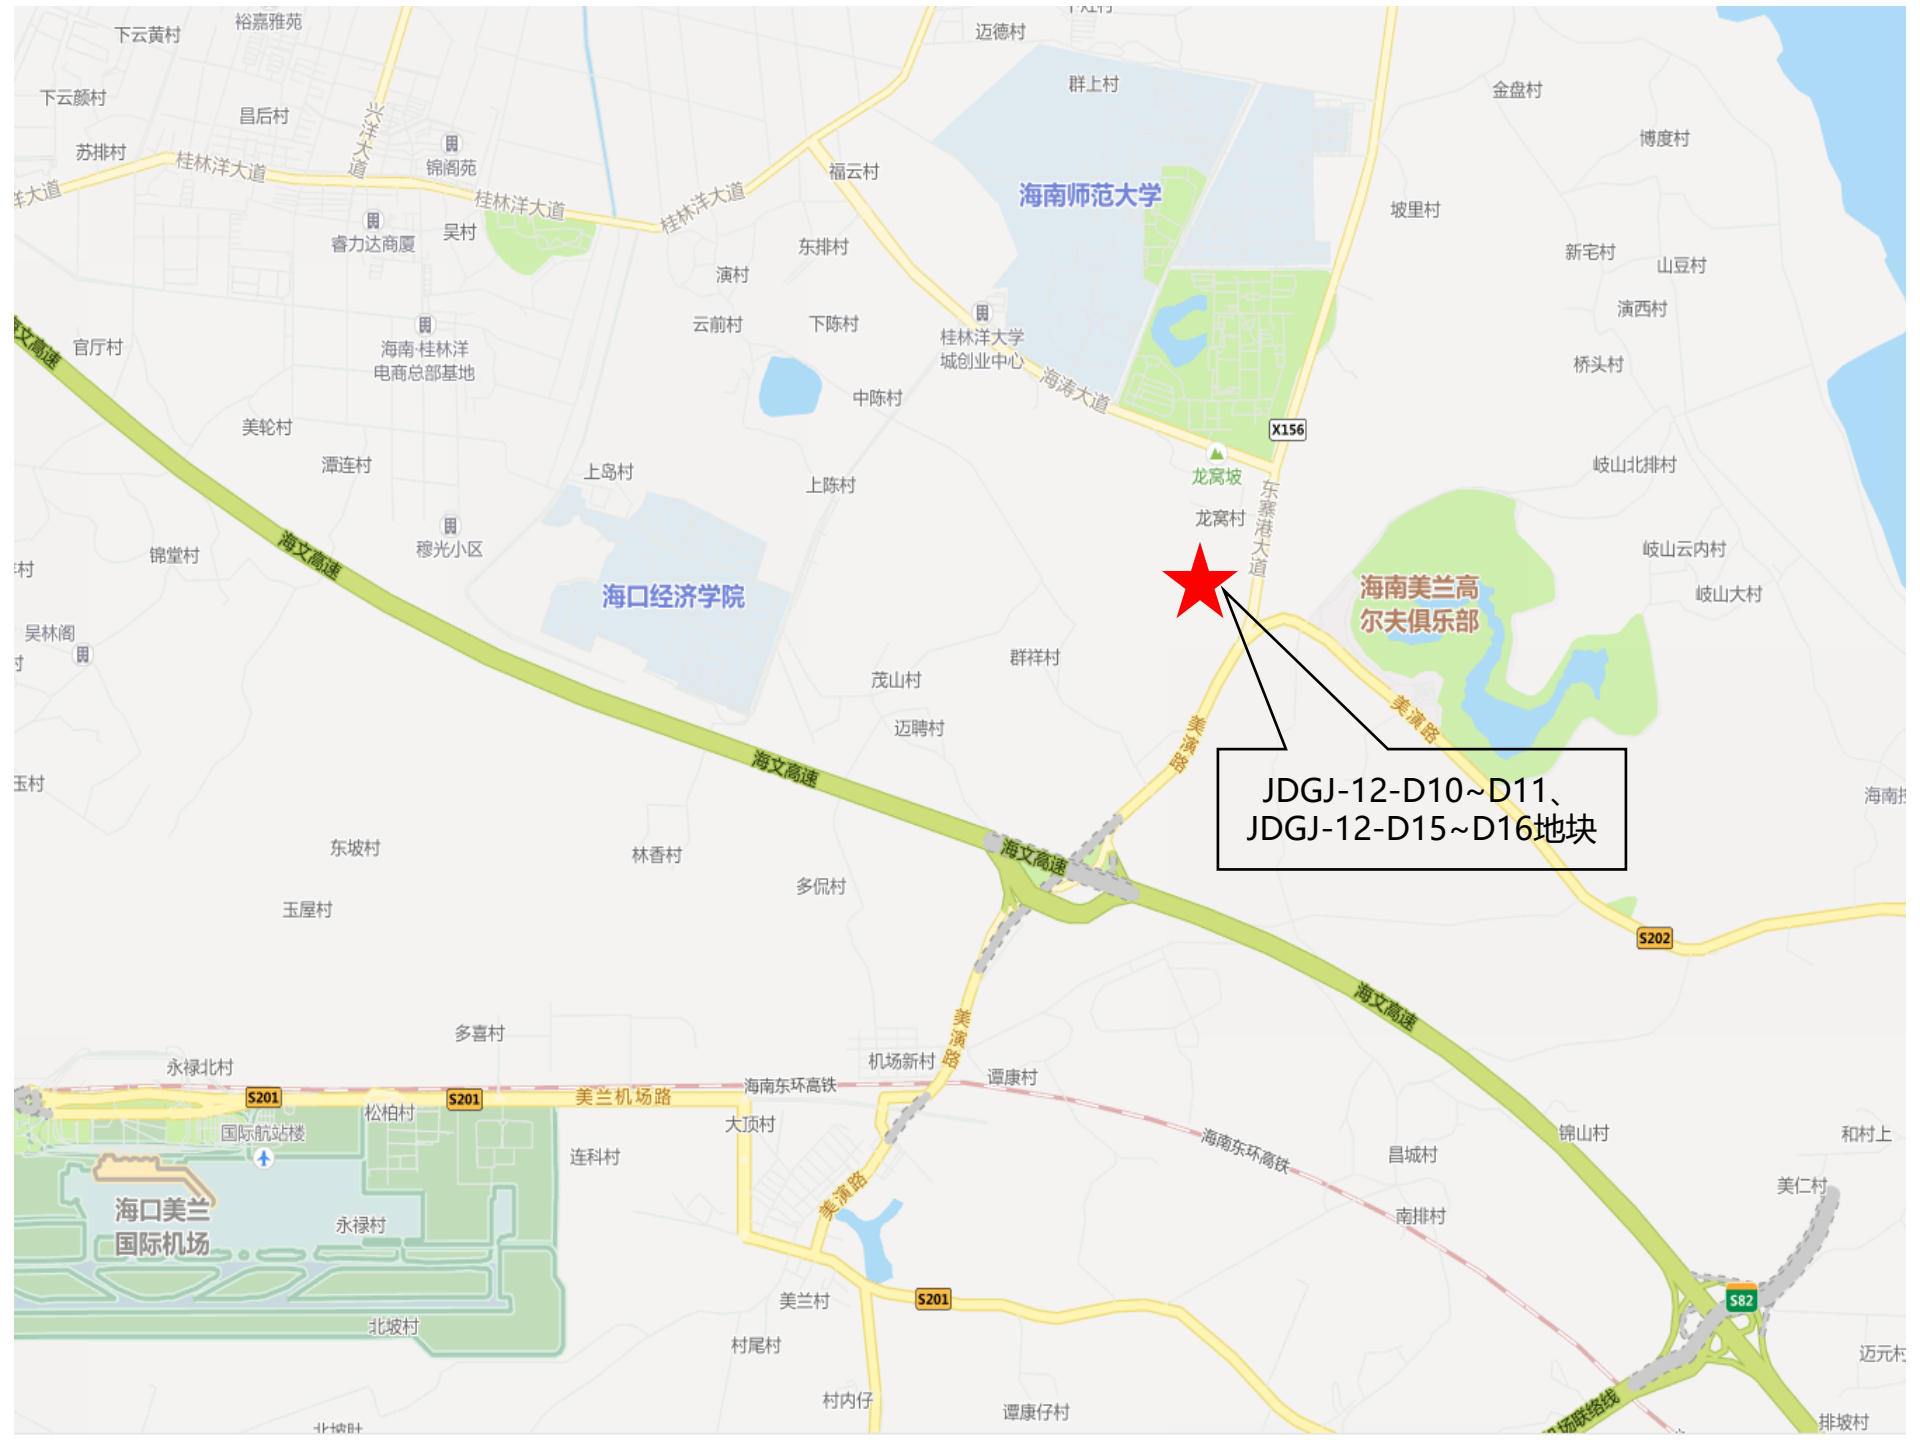 裕嘉雅苑
下云黄村
迈德村
群上村
下云颜村
昌后村
兴洋大道
金盘村
博度村
苏排村
桂林洋大道
锦阁苑
福云村
海南师范大学
桂林洋大道
桂林洋大道
坡里村
睿力达商厦
吴村
东排村
新宅村
山豆村
演村
演西村
云前村
下陈村
桂林洋大学
城创业中心
海文高速
官厅村
海南·桂林洋
电商总部基地
桥头村
中陈村
海涛大道
美轮村
X156
潭连村
上岛村
上陈村
龙窝坡
岐山北排村
东寨港大道
龙窝村
海文高速
穆光小区
锦堂村
岐山云内村
海口经济学院
海南美兰高
尔夫俱乐部
岐山大村
吴林阁
群祥村
茂山村
迈聘村
美演路
美演路
海文高速
玉村
JDGJ-12-D10~D11、
JDGJ-12-D15~D16地块
东坡村
林香村
海文高速
多侃村
玉屋村
S202
海文高速
多喜村
美演路
机场新村
永禄北村
海南东环高铁
谭康村
S201
S201
美兰机场路
松柏村
大顶村
国际航站楼
连科村
海南东环高铁
昌城村
锦山村
和村上
美仁村
美演路
海口美兰
国际机场
永禄村
南排村
美兰村
S201
S82
北坡村
村尾村
迈元村
村内仔
谭康仔村
机场联络线
排坡村